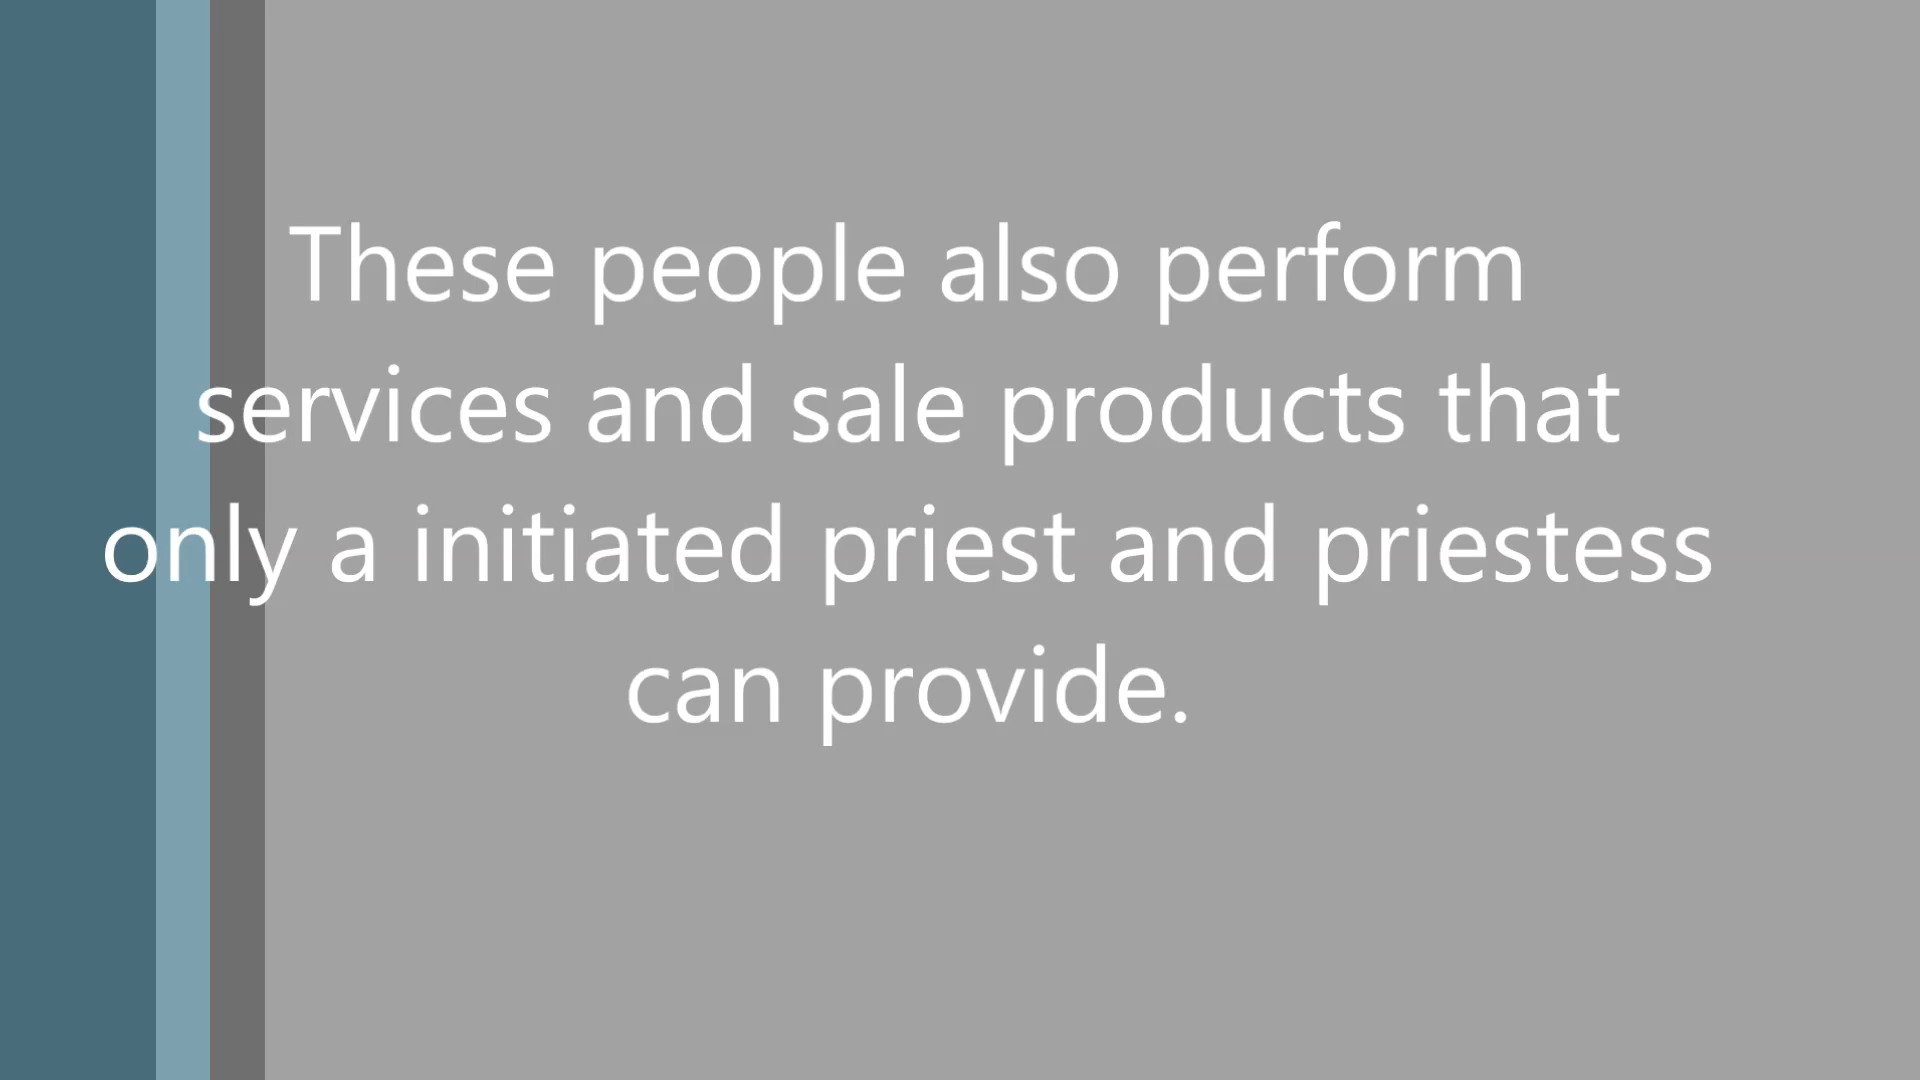 These people also perform
services and sale products that
only a initiated priest and priestess
can provide.